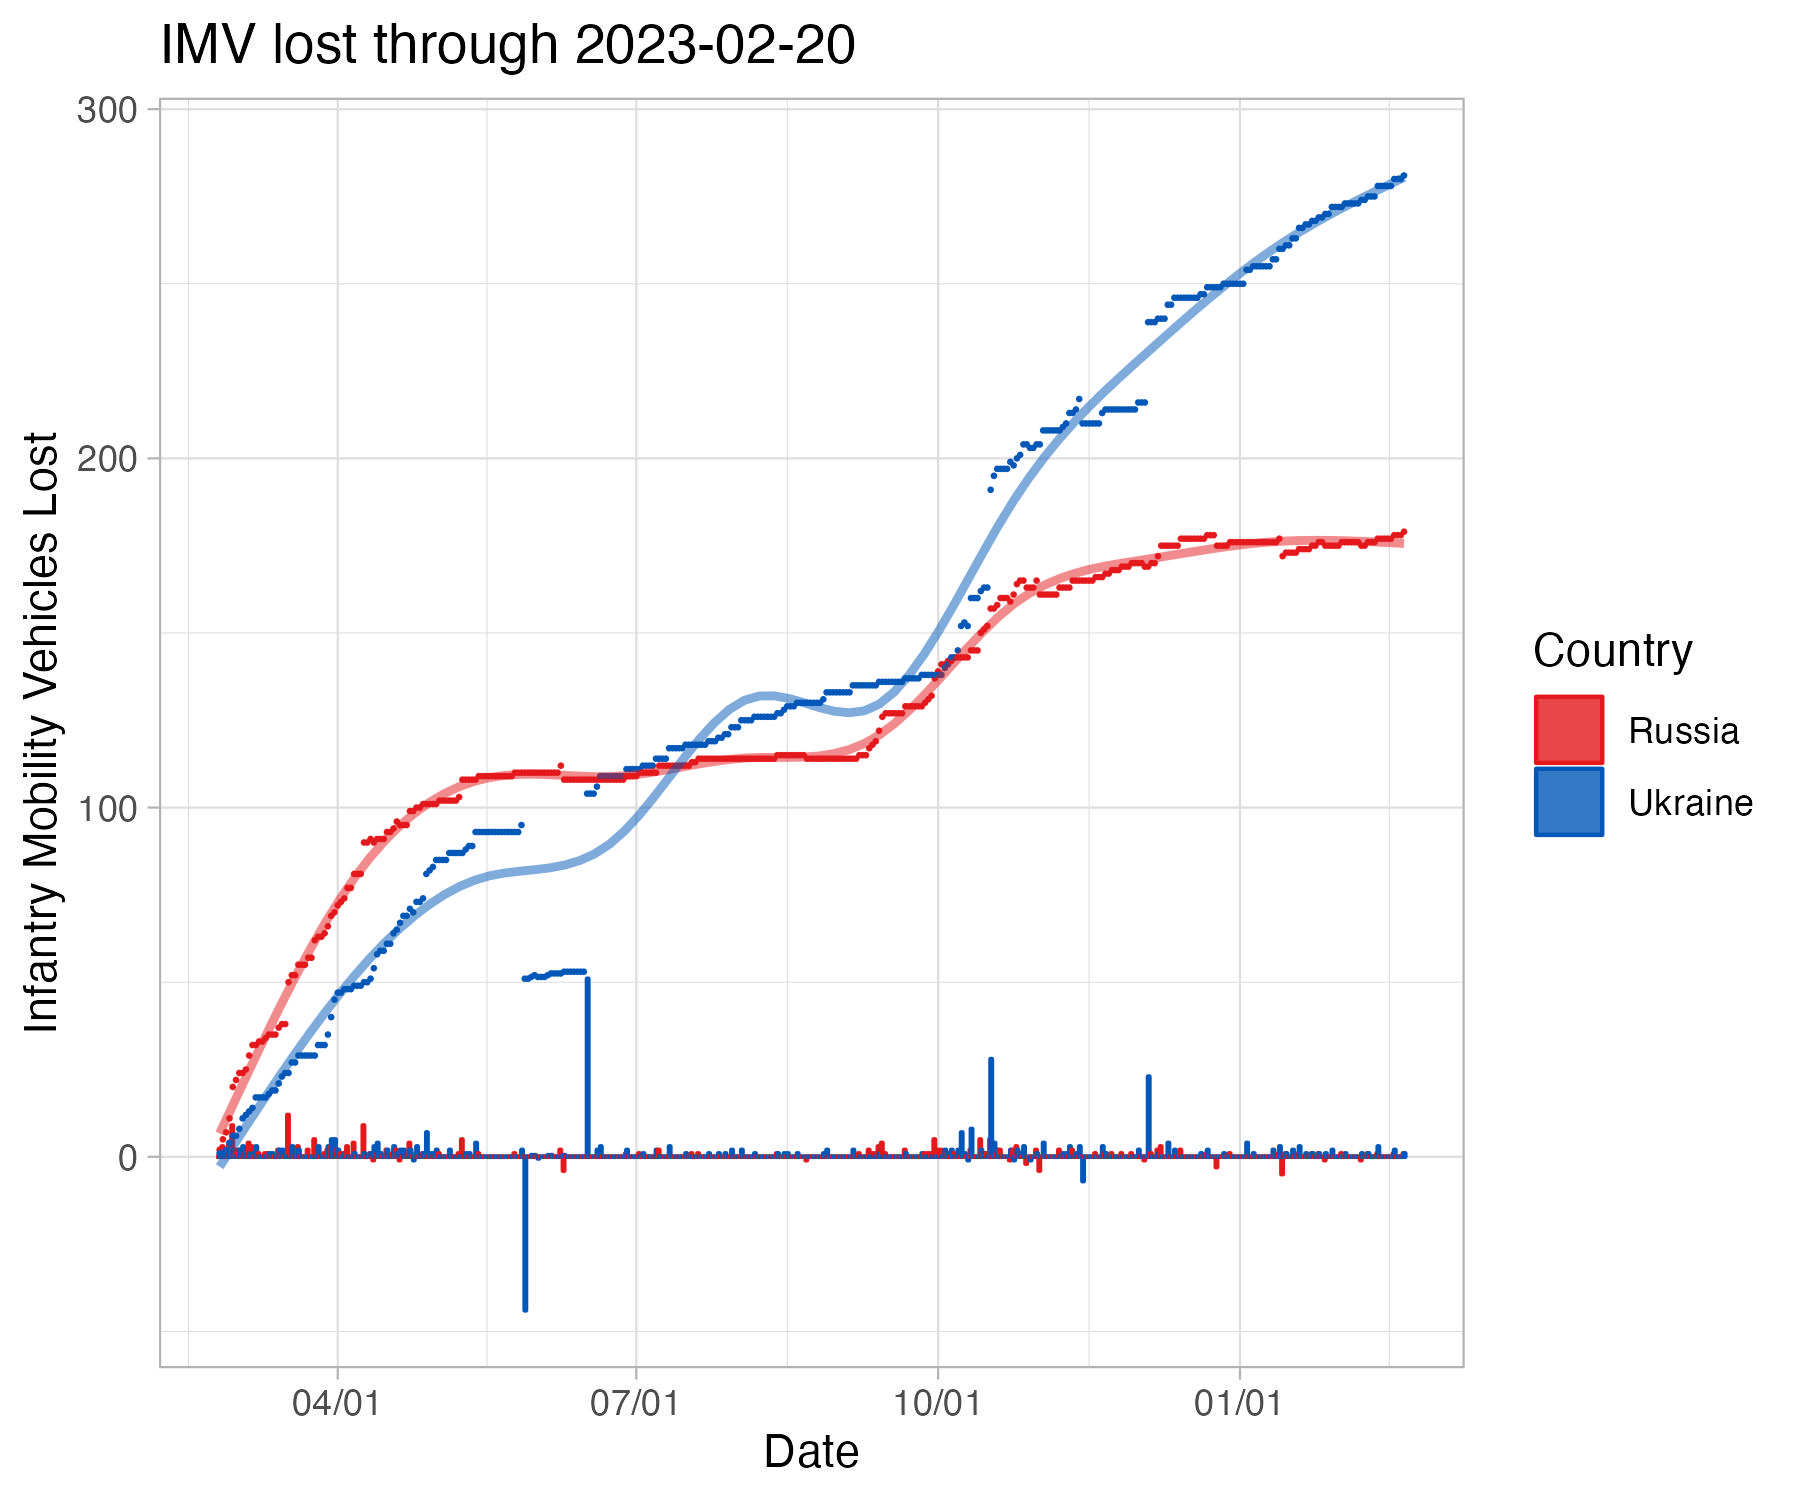 IMV lost through 2023-02-20
Infantry Mobility Vehicles Lost
300
200
100
0
04/01
07/01
10/01
01/01
Date
Country
Russia
Ukraine